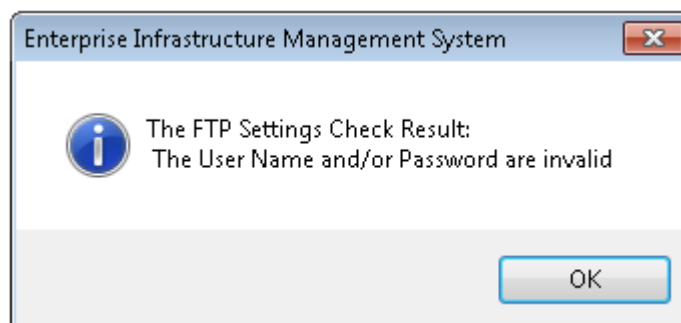 Enterprise Infrastructure Management System
The FTP Settings Check Result:
The User Name and/or Password are invalid
OK